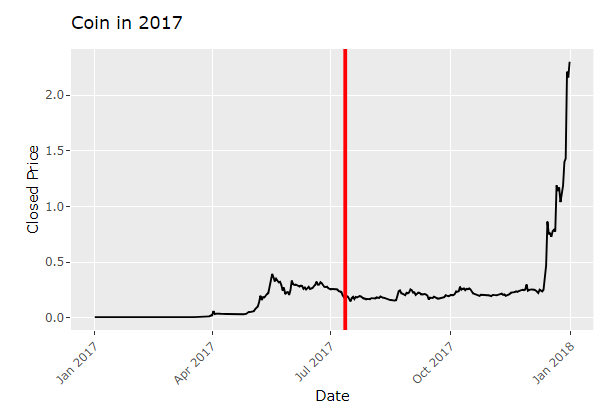 Coin in 2017
Closed Price
2.0
1.5
1.0
0.5
0.0
Jan 2017
Apr 2017
Jul 2017
Oct 2017
Jan 2018
Date